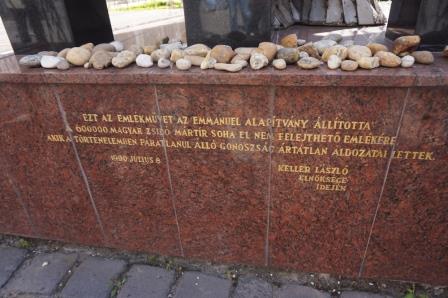 EZT AZ EMLÉKMŰVET AZ EMMANUEL ALAPÍTVÁNY ÁLLÍTOTTA
600000 MAGYAR ZSIDÓ MÁRTÍR SOHA EL NEM FELEJTHETŐ EMLÉKÉRE
AKIK A TÖRTÉNELEMBEN PÁRATLANUL ÁLLÓ GONOSZSÁG ÁRTATLAN ÁLDOZATAI LETTEK.
1990 JÚLIUS 8.
KELLER LÁSZLÓ
ELNÖKSÉGE
IDEJÉN